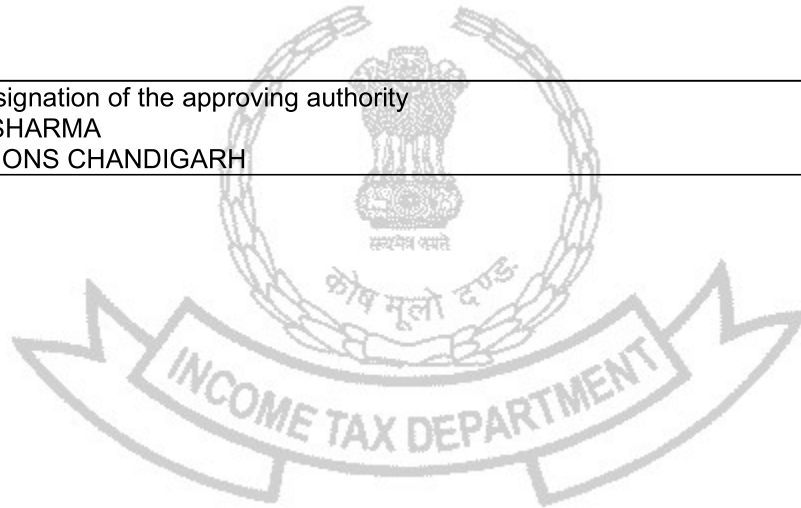 signation of the approving authority
SHARMA
ONS CHANDIGARH
सत्यमेव जयते
कोष मूलो दण्डः
INCOME TAX DEPARTMENT